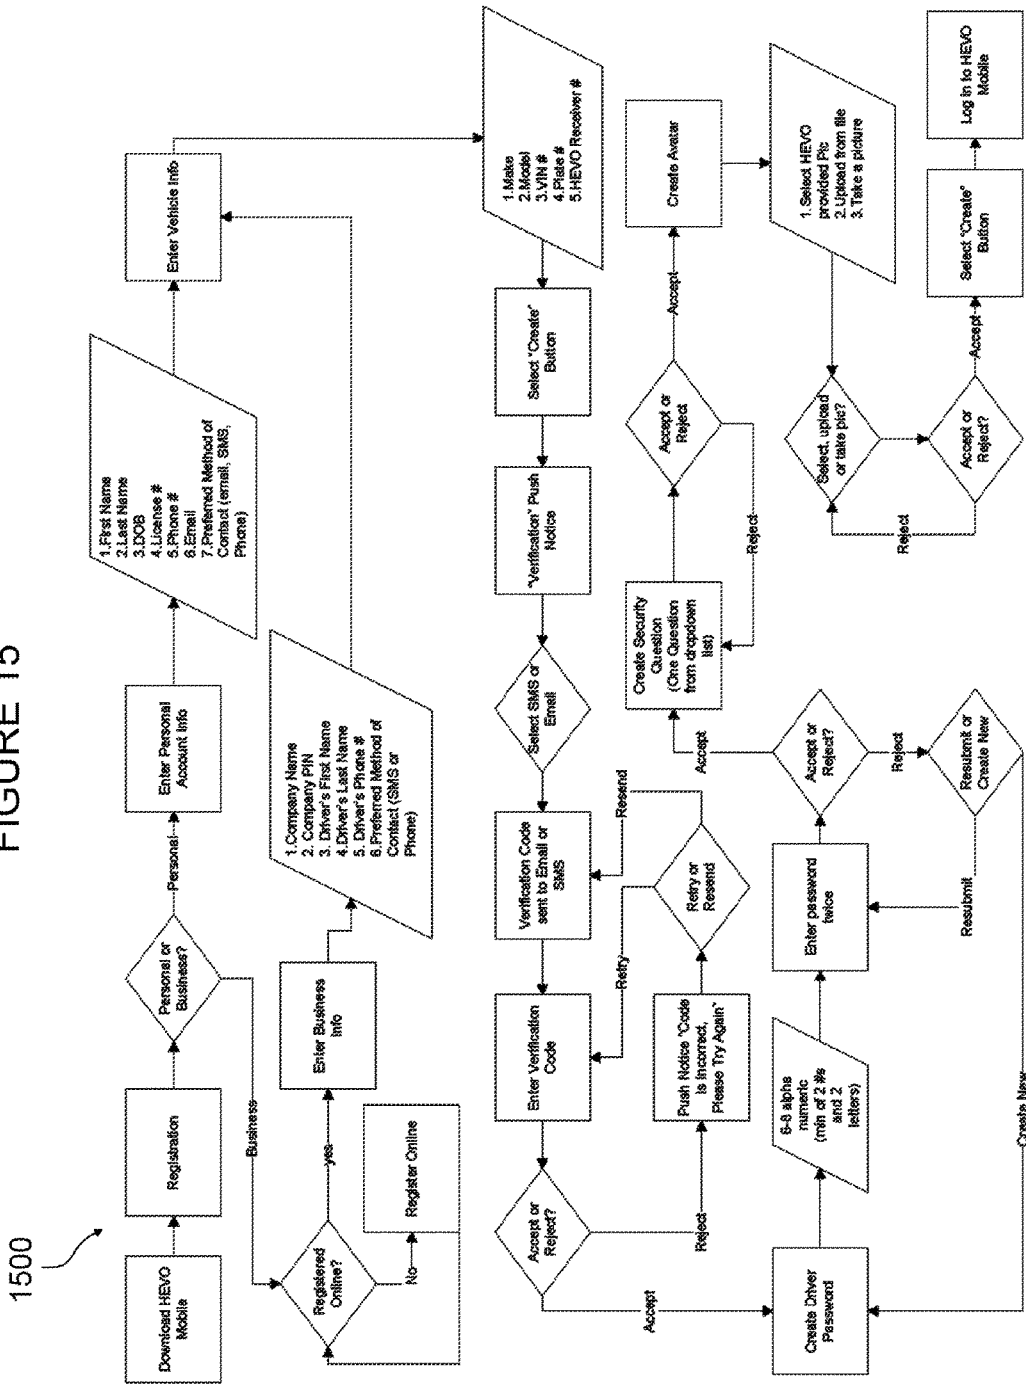 FIGURE 15
1500
Download HEVO
Mobile
Registration
Personal or
Business?
Personal
Enter Personal
Account Info
1.First Name
2.Last Name
3.DOB
4.License #
5.Phone #
6.Email
7.Preferred Method of
Contact (email, SMS,
Phone)
Enter Vehicle Info
Business
Registered
Online?
yes
No
Register Online
Enter Business
Info
1.Company Name
2. Company PIN
3. Driver's First Name
4.Driver's Last Name
5. Driver's Phone #
6.Preferred Method of
Contact (SMS or
Phone)
1.Make
2.Model
3.VIN #
4.Plate #
5.HEVO Receiver #
Select "Create"
Button
"Verification" Push
Notice
Select SMS or
Email
Verification Code
sent to Email or
SMS
Enter Verification
Code
Accept or
Reject?
Reject
Push Notice "Code
is incorrect,
Please Try Again"
Retry or
Resend
Retry
Resend
Accept
Create Driver
Password
6-8 alpha
numeric
(min of 2 #s
and 2
letters)
Enter password
twice
Accept or
Reject?
Reject
Resubmit or
Create New
Resubmit
Create New
Accept
Create Security
Question
(One Question
from dropdown
list)
Accept or
Reject
Reject
Accept
Create Avatar
1.Select HEVO
provided Pic
2. Upload from file
3. Take a picture
Select, upload
or take pic?
Accept or
Reject?
Reject
Accept
Select "Create"
Button
Log in to HEVO
Mobile